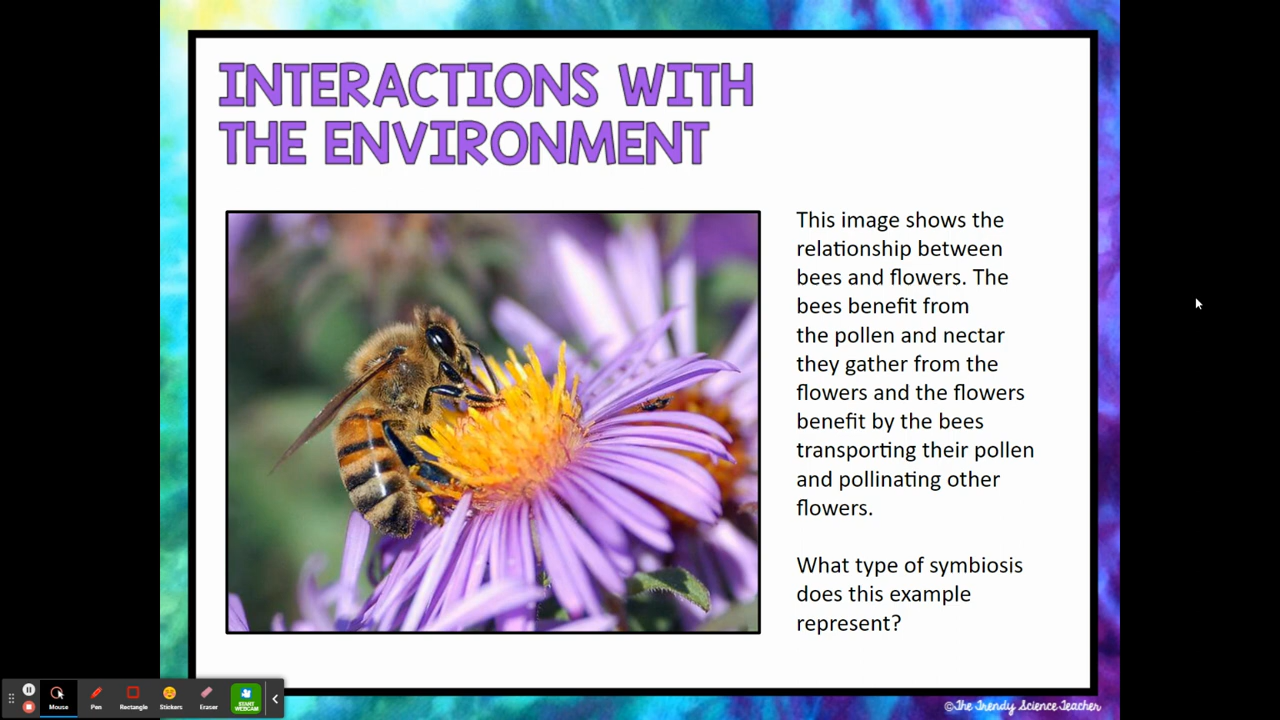 INTERACTIONS WITH
THE ENVIRONMENT
This image shows the
relationship between
bees and flowers. The
bees benefit from
the pollen and nectar
they gather from the
flowers and the flowers
benefit by the bees
transporting their pollen
and pollinating other
flowers.
What type of symbiosis
does this example
represent?
Mouse
Pen
Rectangle
Stickers
Eraser
START
WEBCAM
©The Trendy Science Teacher